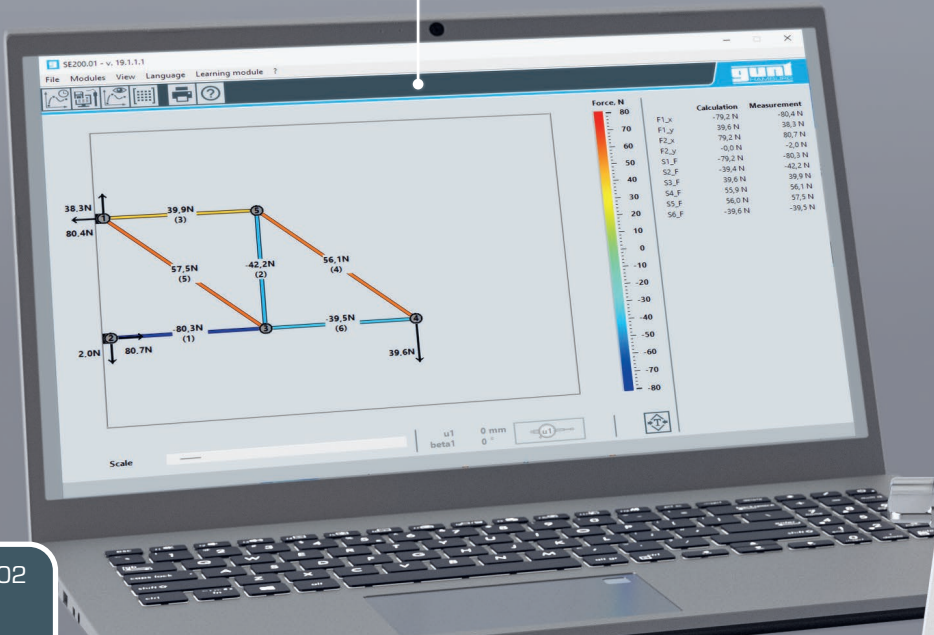 SE200.01 - v. 19.1.1.1
File Modules View Language Learning module ?
gunt
HAMBURG
Force, N
80
70
60
50
40
30
20
10
0
-10
-20
-30
-40
-50
-60
-70
-80
Calculation Measurement
F1_x -79,2 N -80,4 N
F1_y 39,6 N 38,3 N
F2_x 79,2 N 80,7 N
F2_y -0,0 N -2,0 N
S1_F -79,2 N -80,3 N
S2_F -39,4 N -42,2 N
S3_F 39,6 N 39,9 N
S4_F 55,9 N 56,1 N
S5_F 56,0 N 57,5 N
S6_F -39,6 N -39,5 N
38.3N
80.4N
1
39,9N
(3)
5
57,5N
(5)
-42,2N
(2)
56,1N
(4)
2
2,0N
80,7N
-80,3N
(1)
3
-39,5N
(6)
4
39.6N
Scale
u1 0 mm
beta1 0 °
u1
T
02